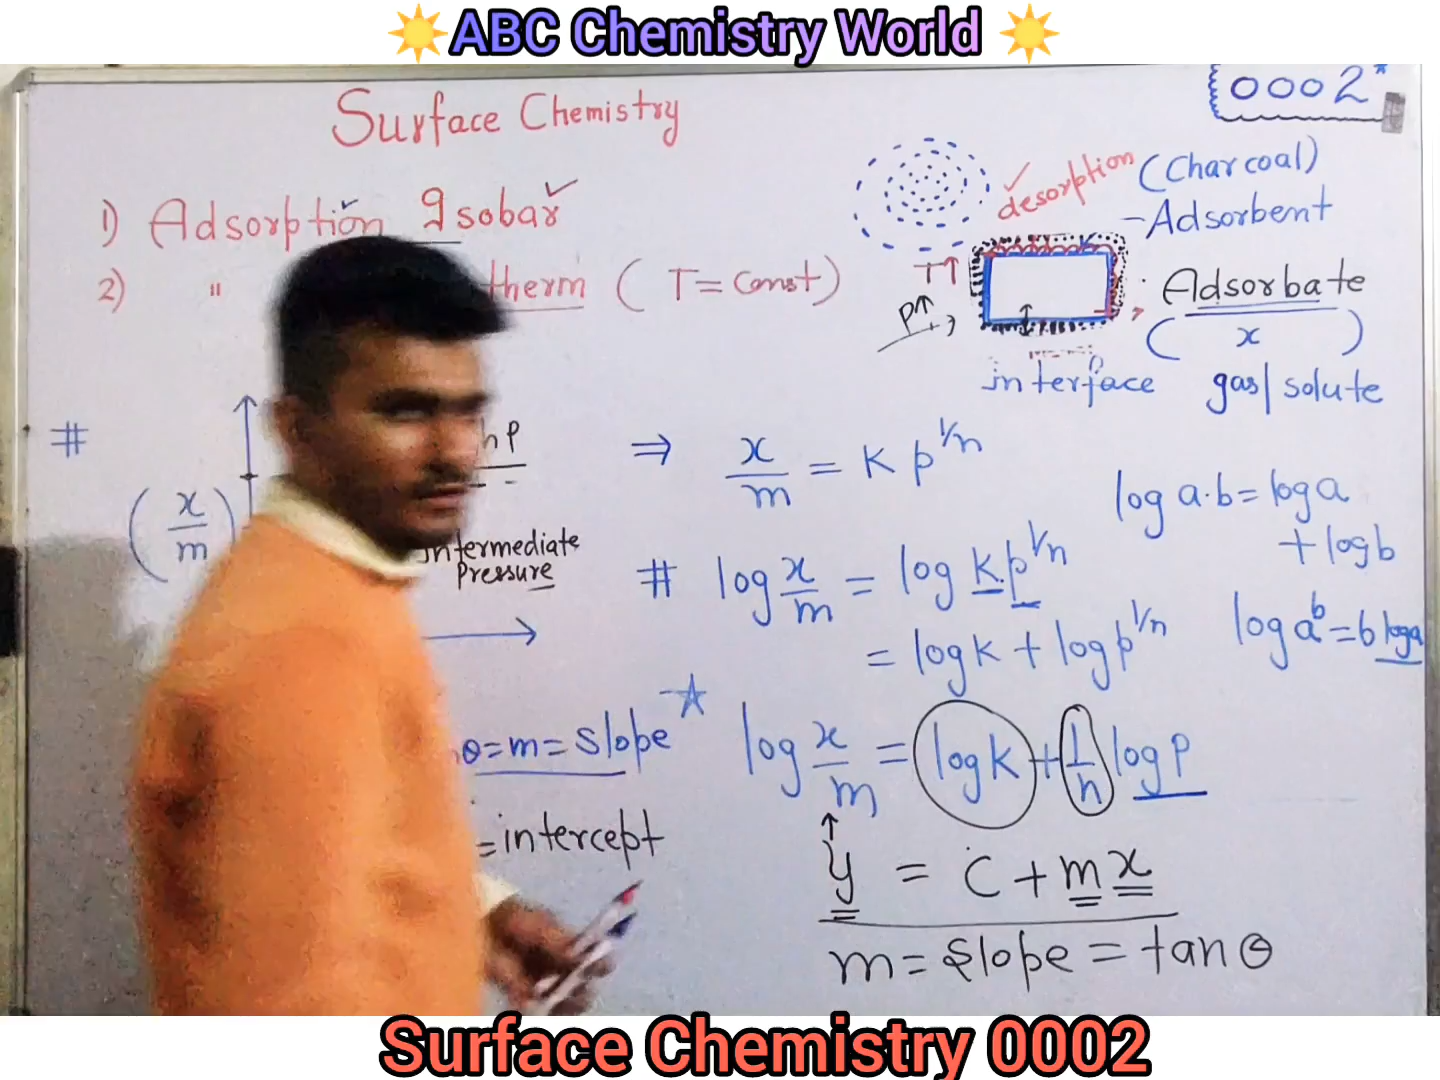 ABC Chemistry World
0002
Surface Chemistry
1) Adsorption Isobar
2) " therm ( T = Const )
desorption
(Charcoal)
- Adsorbent
T↑
P↑
Adsorbate
( x )
gas/solute
interface
#
( x/m
h P
Intermediate
Pressure
⇒ x/m = K p^1/n
log a·b = log a
+ log b
# log x/m = log K·p^1/n
= log K + log p^1/n
log a^b = b log a
θ = m = Slope
☆ log x/m = log K + 1/n log P
= intercept
y = C + m x
m = Slope = tan θ
Surface Chemistry 0002